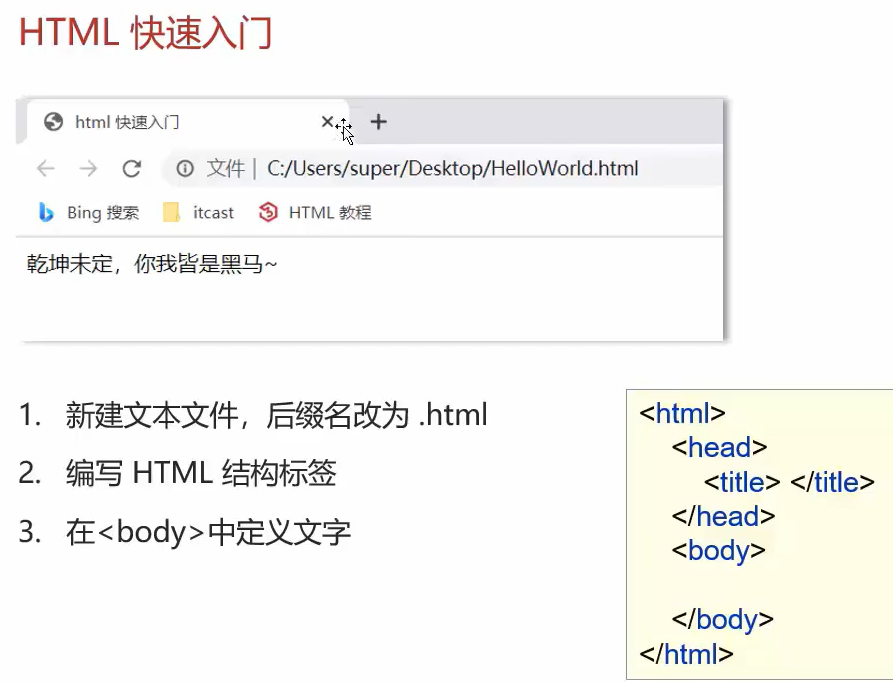 HTML 快速入门
html 快速入门
文件 | C:/Users/super/Desktop/HelloWorld.html
Bing 搜索 itcast HTML 教程
乾坤未定，你我皆是黑马~
1. 新建文本文件，后缀名改为 .html
2. 编写 HTML 结构标签
3. 在<body>中定义文字
<html>
<head>
<title> </title>
</head>
<body>
</body>
</html>